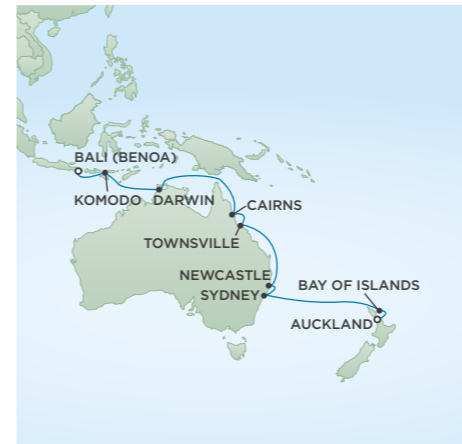 BALI (BENOA)
KOMODO
DARWIN
CAIRNS
TOWNSVILLE
NEWCASTLE
SYDNEY
BAY OF ISLANDS
AUCKLAND